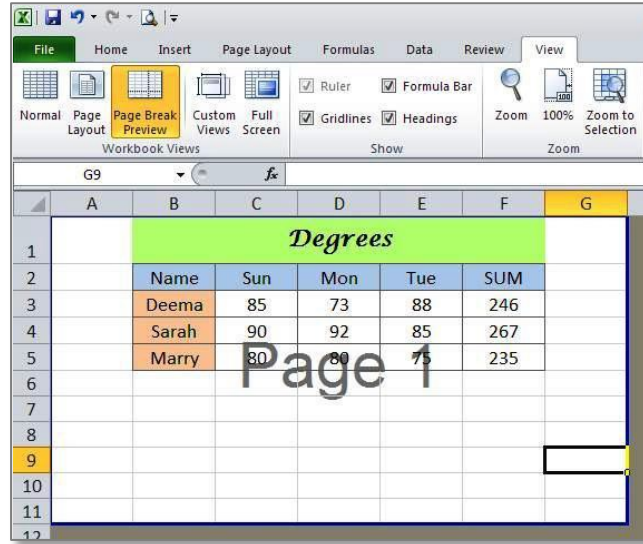 File Home Insert Page Layout Formulas Data Review View
Normal Page Layout Page Break Preview Custom Views Full Screen
Ruler Formula Bar
Gridlines Headings
Zoom 100% Zoom to Selection
100
Workbook Views Show Zoom
G9 fx
A B C D E F G
1 Degrees
2 Name Sun Mon Tue SUM
3 Deema 85 73 88 246
4 Sarah 90 92 85 267
5 Marry 80 80 75 235
Page 1
6
7
8
9
10
11
12